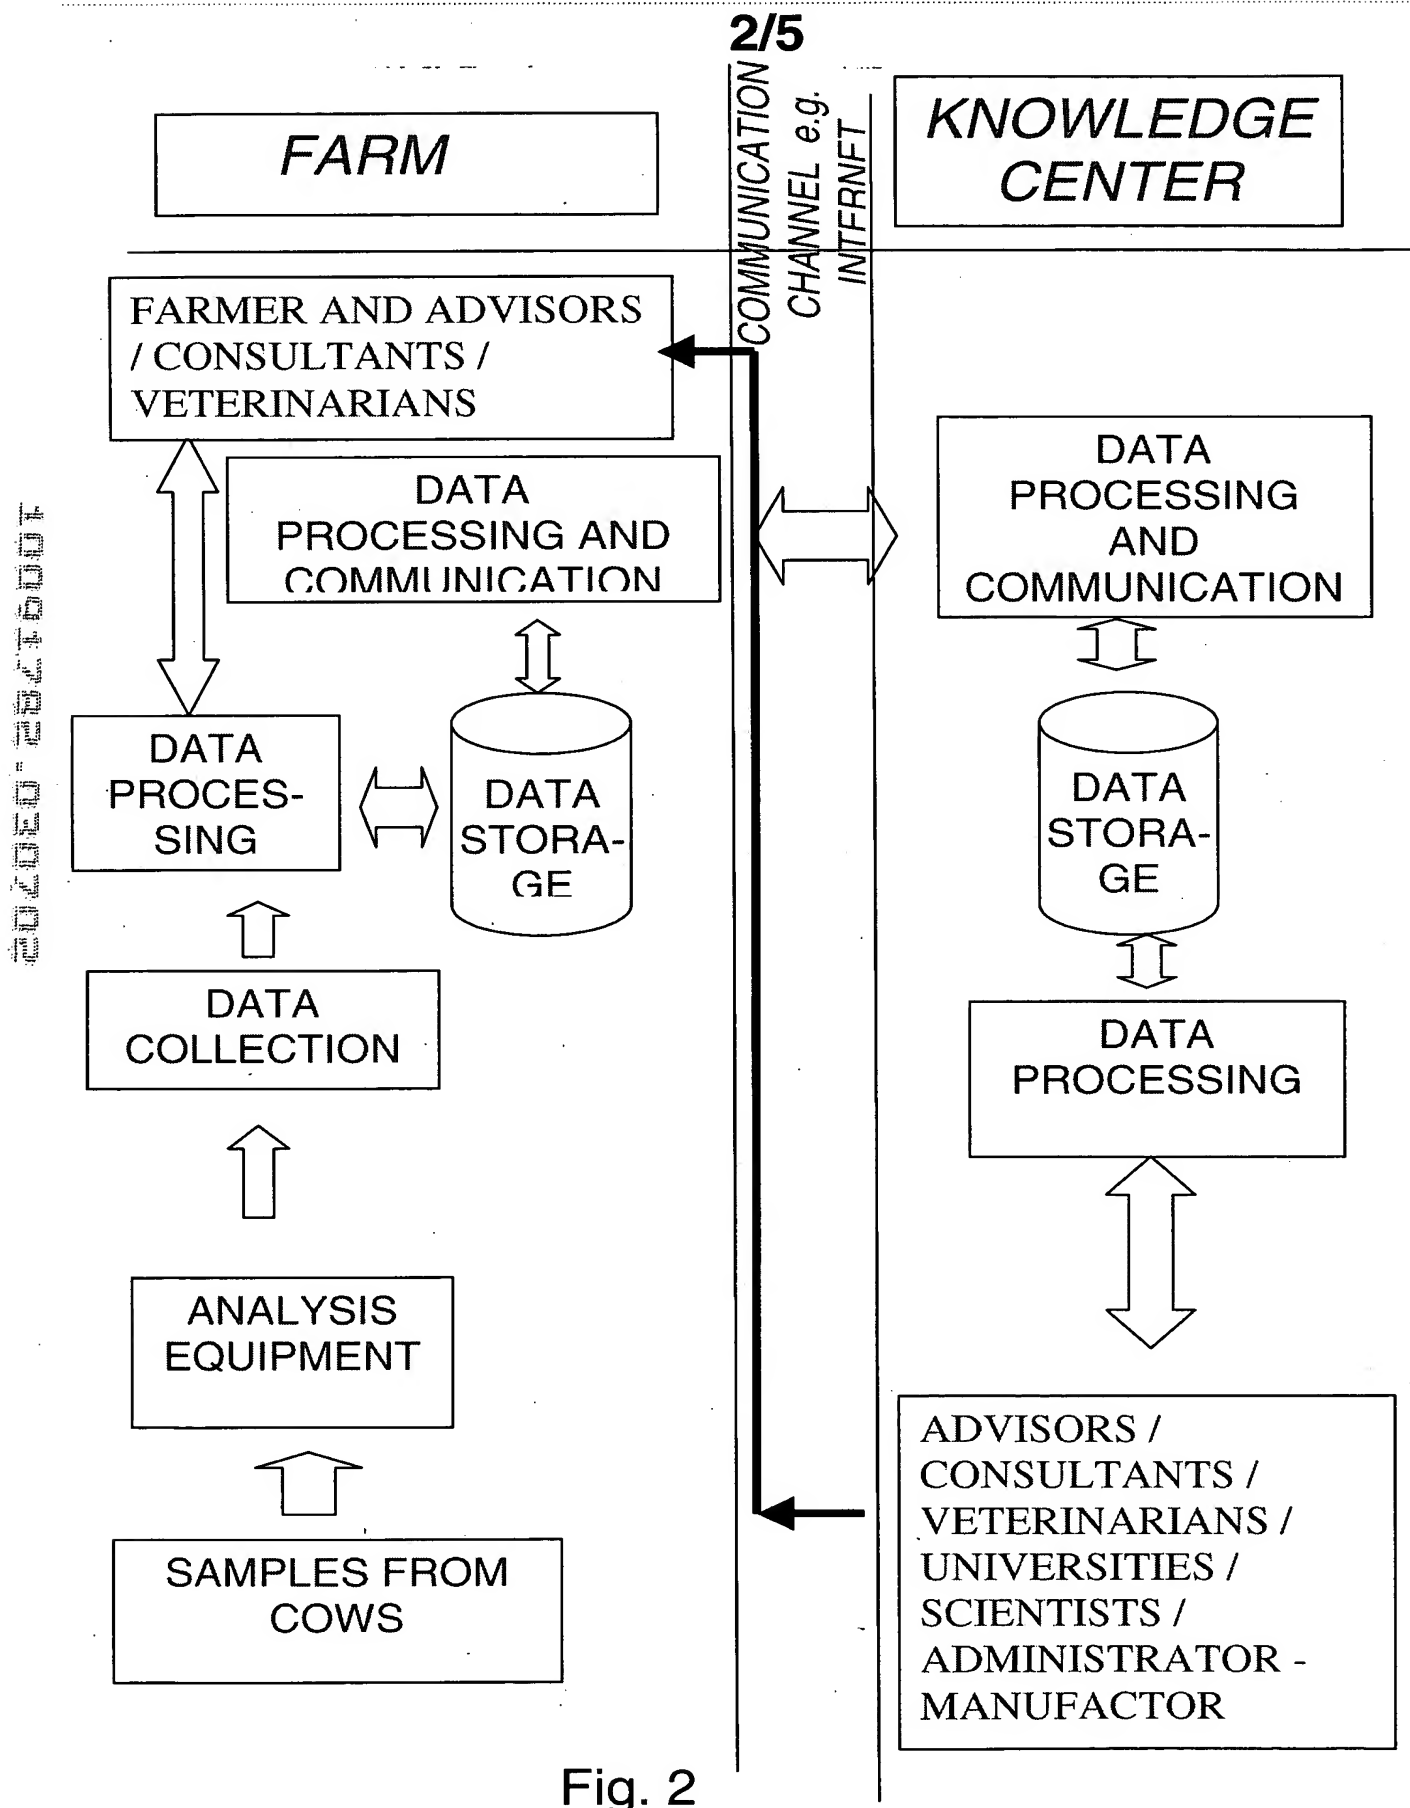 2/5
FARM
COMMUNICATION
CHANNEL e.g.
INTERNET
KNOWLEDGE
CENTER
FARMER AND ADVISORS
/ CONSULTANTS /
VETERINARIANS
DATA
PROCESSING AND
COMMUNICATION
DATA
PROCES-
SING
DATA
STORA-
GE
DATA
COLLECTION
ANALYSIS
EQUIPMENT
SAMPLES FROM
COWS
DATA
PROCESSING
AND
COMMUNICATION
DATA
STORA-
GE
DATA
PROCESSING
ADVISORS /
CONSULTANTS /
VETERINARIANS /
UNIVERSITIES /
SCIENTISTS /
ADMINISTRATOR -
MANUFACTOR
Fig. 2